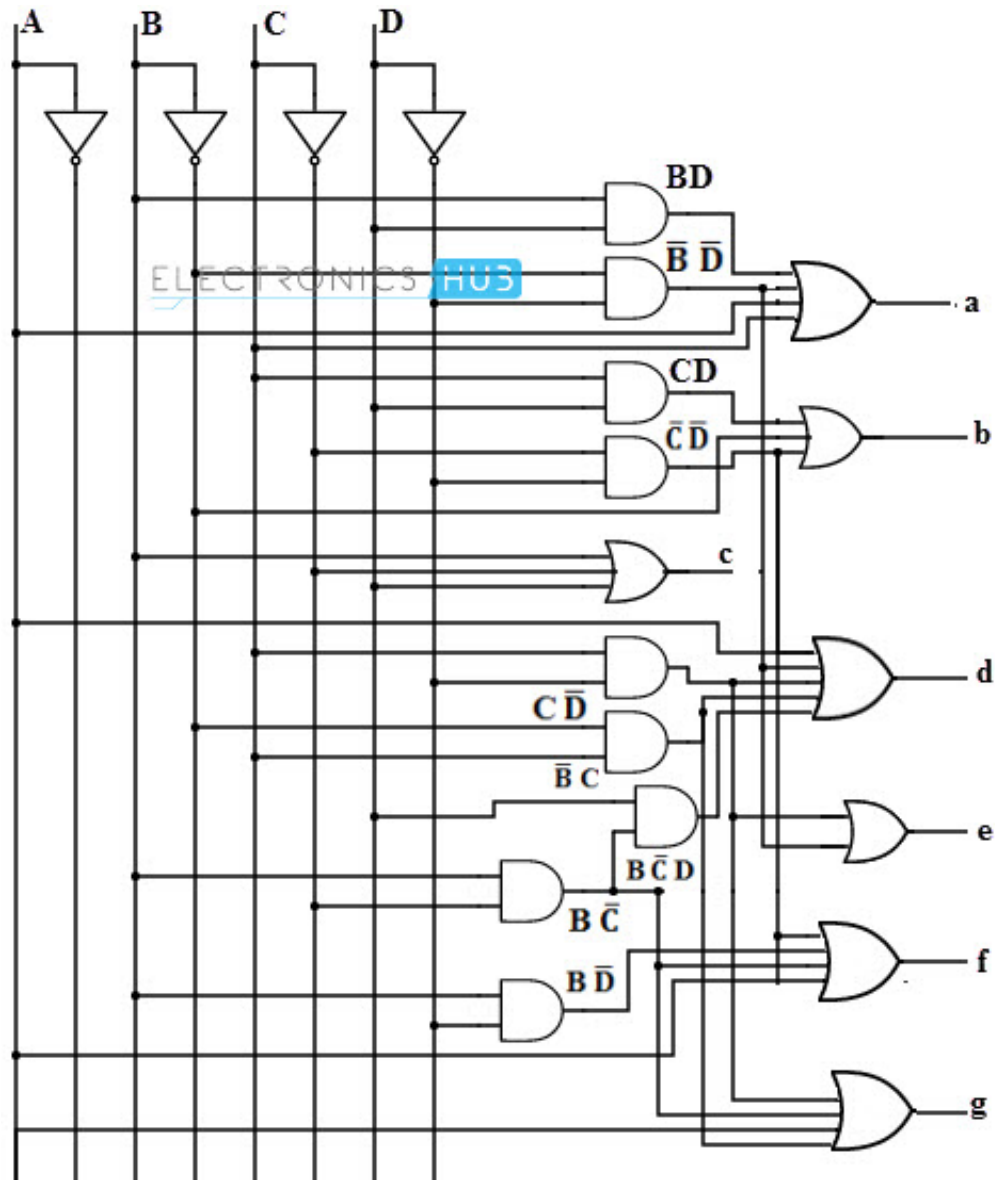 A B C D
BD
B̅ D̅
ELECTRONICS HUB
a
CD
C̅ D̅
b
c
d
C D̅
B̅ C
e
B C̅ D
B C̅
B D̅
f
g